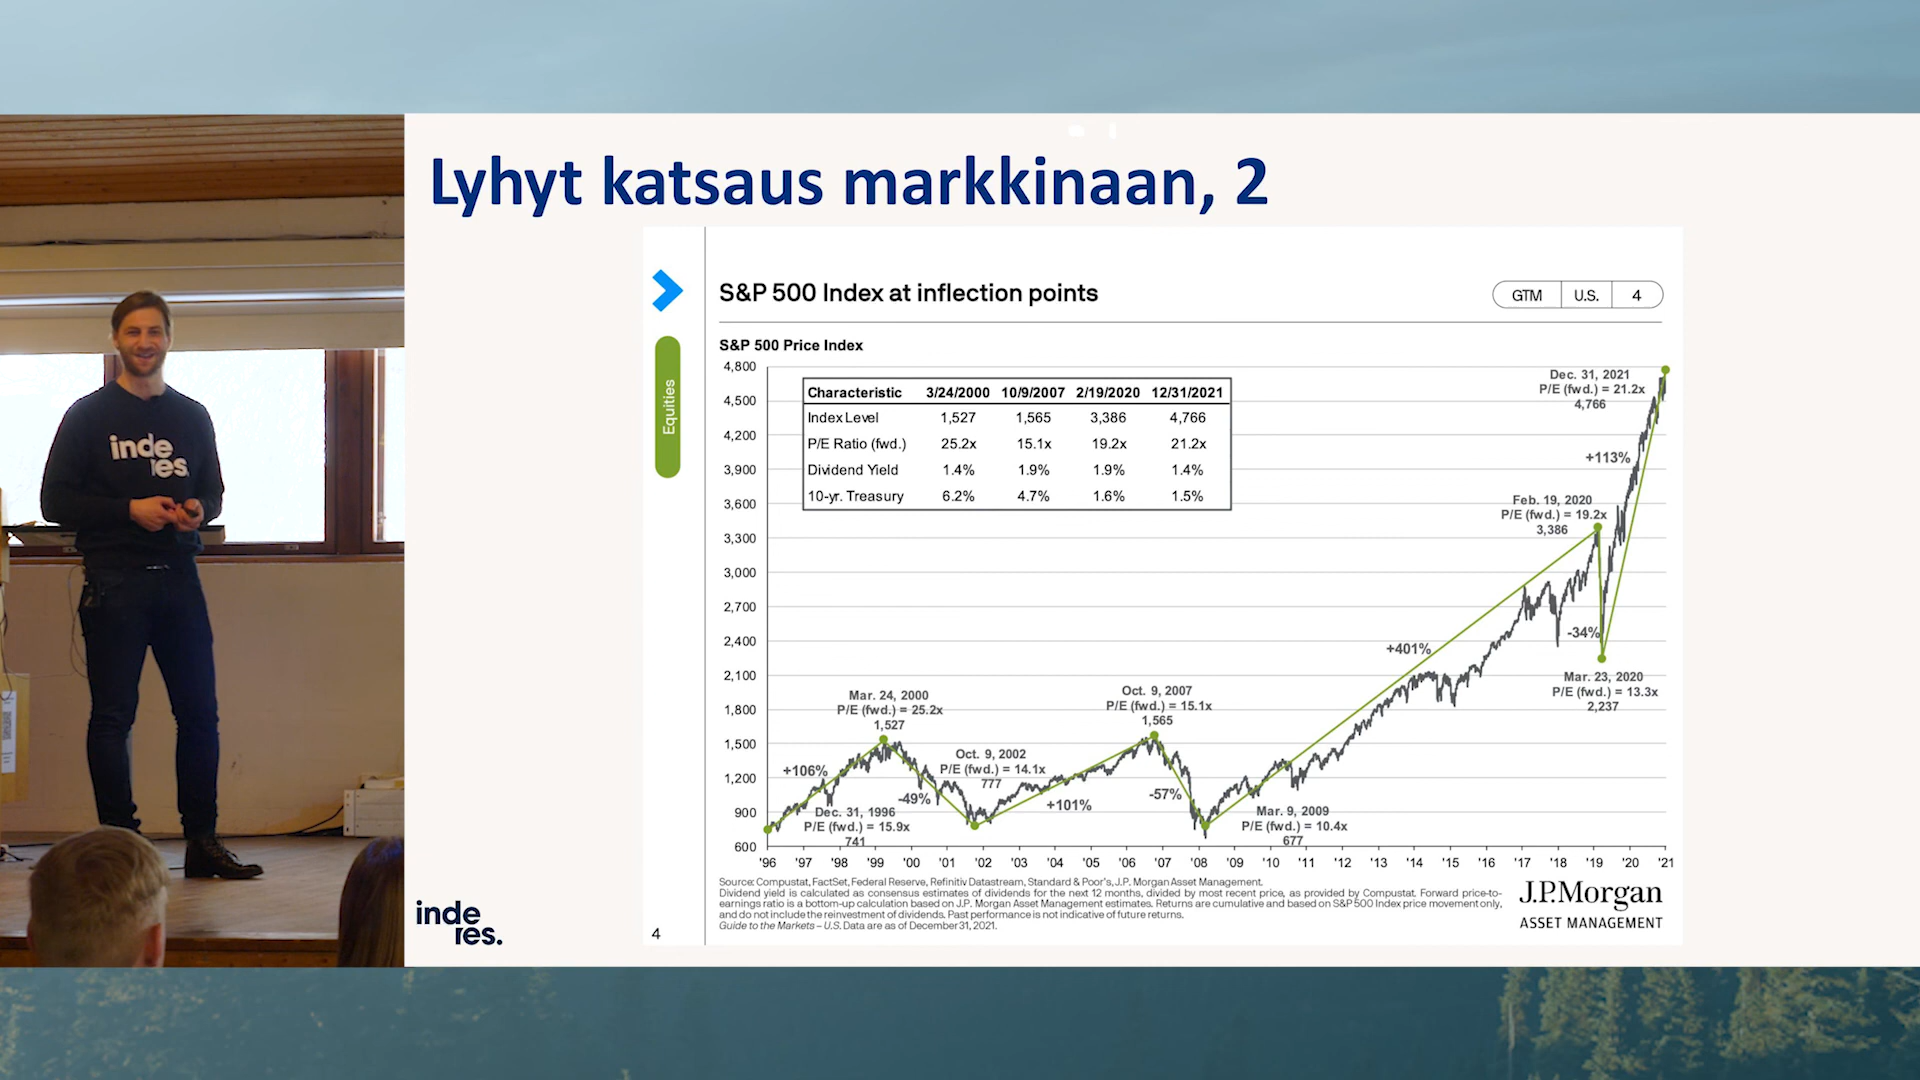 Lyhyt katsaus markkinaan, 2
S&P 500 Index at inflection points
GTM U.S. 4
Equities
S&P 500 Price Index
4,800
4,500
4,200
3,900
3,600
3,300
3,000
2,700
2,400
2,100
1,800
1,500
1,200
900
600
Characteristic 3/24/2000 10/9/2007 2/19/2020 12/31/2021
Index Level 1,527 1,565 3,386 4,766
P/E Ratio (fwd.) 25.2x 15.1x 19.2x 21.2x
Dividend Yield 1.4% 1.9% 1.9% 1.4%
10-yr. Treasury 6.2% 4.7% 1.6% 1.5%
Dec. 31, 2021
P/E (fwd.) = 21.2x
4,766
+113%
Feb. 19, 2020
P/E (fwd.) = 19.2x
3,386
-34%
+401%
Mar. 23, 2020
P/E (fwd.) = 13.3x
2,237
Mar. 24, 2000
P/E (fwd.) = 25.2x
1,527
Oct. 9, 2007
P/E (fwd.) = 15.1x
1,565
Oct. 9, 2002
P/E (fwd.) = 14.1x
777
+106%
-49%
+101%
-57%
Dec. 31, 1996
P/E (fwd.) = 15.9x
741
Mar. 9, 2009
P/E (fwd.) = 10.4x
677
'96 '97 '98 '99 '00 '01 '02 '03 '04 '05 '06 '07 '08 '09 '10 '11 '12 '13 '14 '15 '16 '17 '18 '19 '20 '21
Source: Compustat, FactSet, Federal Reserve, Refinitiv Datastream, Standard & Poor's, J.P. Morgan Asset Management.
Dividend yield is calculated as consensus estimates of dividends for the next 12 months, divided by most recent price, as provided by Compustat. Forward price-to-
earnings ratio is a bottom-up calculation based on J.P. Morgan Asset Management estimates. Returns are cumulative and based on S&P 500 Index price movement only,
and do not include the reinvestment of dividends. Past performance is not indicative of future returns.
Guide to the Markets – U.S. Data are as of December 31, 2021.
J.P.Morgan
ASSET MANAGEMENT
4
inde
res.
inde
res.